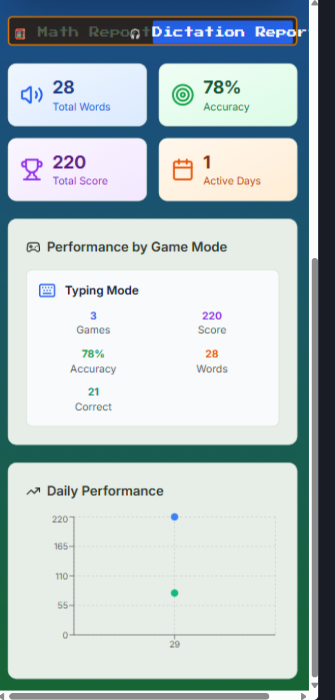 Math Report Dictation Repor
28
Total Words
78%
Accuracy
220
Total Score
1
Active Days
Performance by Game Mode
Typing Mode
3
Games
220
Score
78%
Accuracy
28
Words
21
Correct
Daily Performance
220
165
110
55
0
29